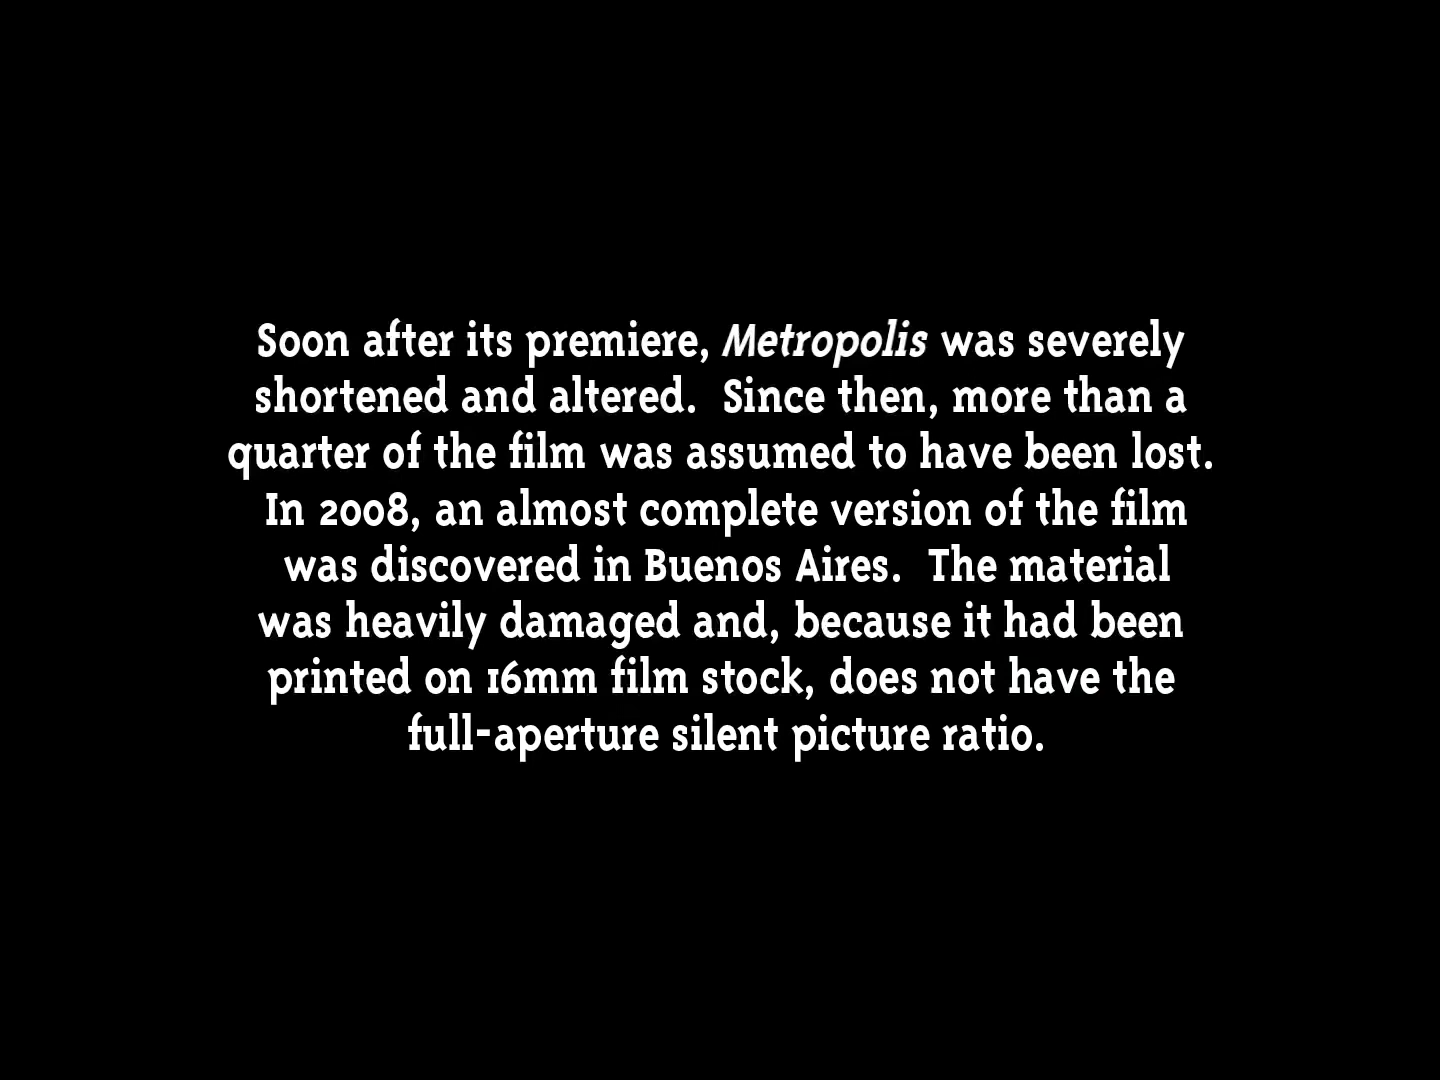 Soon after its premiere, Metropolis was severely
shortened and altered.  Since then, more than a
quarter of the film was assumed to have been lost.
In 2008, an almost complete version of the film
was discovered in Buenos Aires.  The material
was heavily damaged and, because it had been
printed on 16mm film stock, does not have the
full-aperture silent picture ratio.